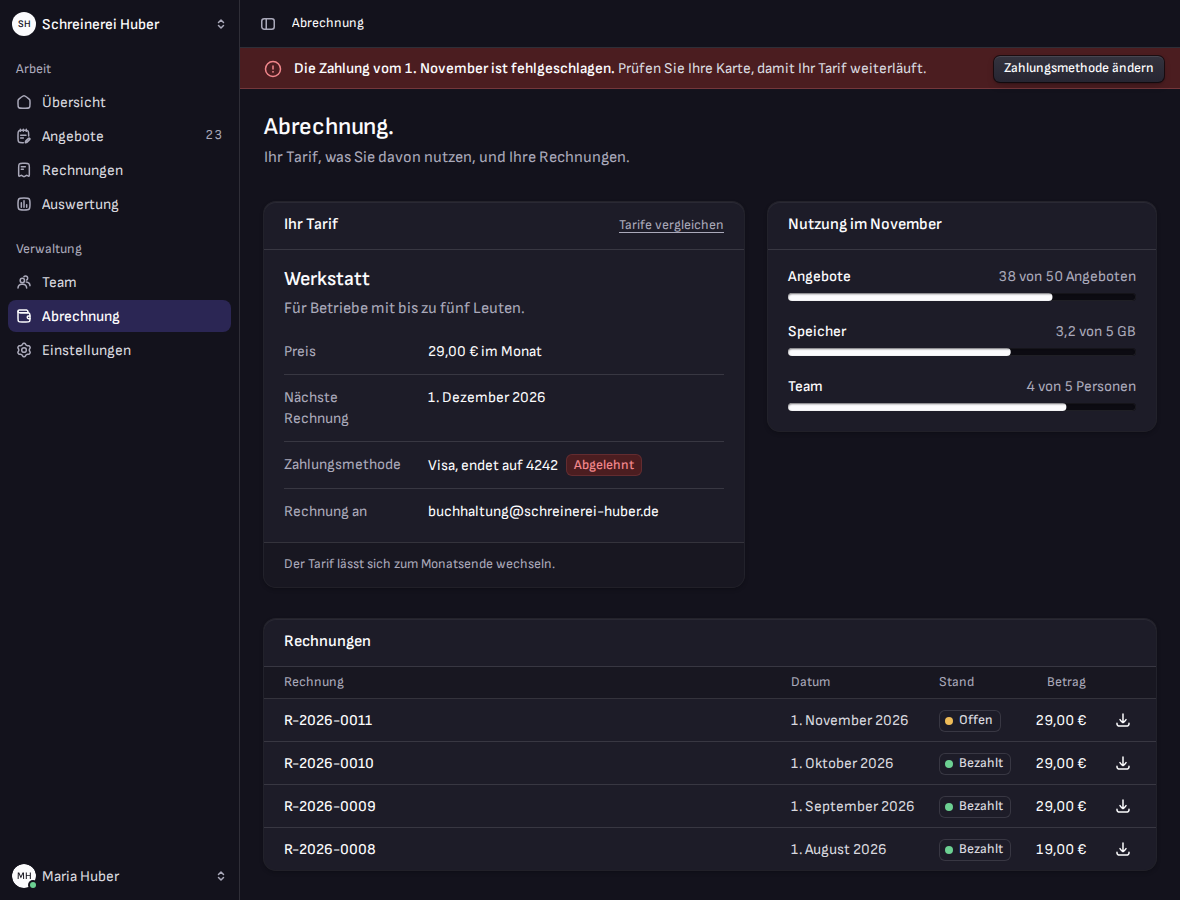 SH Schreinerei Huber
Arbeit
Übersicht
Angebote 23
Rechnungen
Auswertung
Verwaltung
Team
Abrechnung
Einstellungen
MH Maria Huber
Abrechnung
Die Zahlung vom 1. November ist fehlgeschlagen. Prüfen Sie Ihre Karte, damit Ihr Tarif weiterläuft. Zahlungsmethode ändern
Abrechnung.
Ihr Tarif, was Sie davon nutzen, und Ihre Rechnungen.
Ihr Tarif Tarife vergleichen
Werkstatt
Für Betriebe mit bis zu fünf Leuten.
Preis 29,00 € im Monat
Nächste 1. Dezember 2026
Rechnung
Zahlungsmethode Visa, endet auf 4242 Abgelehnt
Rechnung an buchhaltung@schreinerei-huber.de
Der Tarif lässt sich zum Monatsende wechseln.
Nutzung im November
Angebote 38 von 50 Angeboten
Speicher 3,2 von 5 GB
Team 4 von 5 Personen
Rechnungen
Rechnung Datum Stand Betrag
R-2026-0011 1. November 2026 Offen 29,00 €
R-2026-0010 1. Oktober 2026 Bezahlt 29,00 €
R-2026-0009 1. September 2026 Bezahlt 29,00 €
R-2026-0008 1. August 2026 Bezahlt 19,00 €